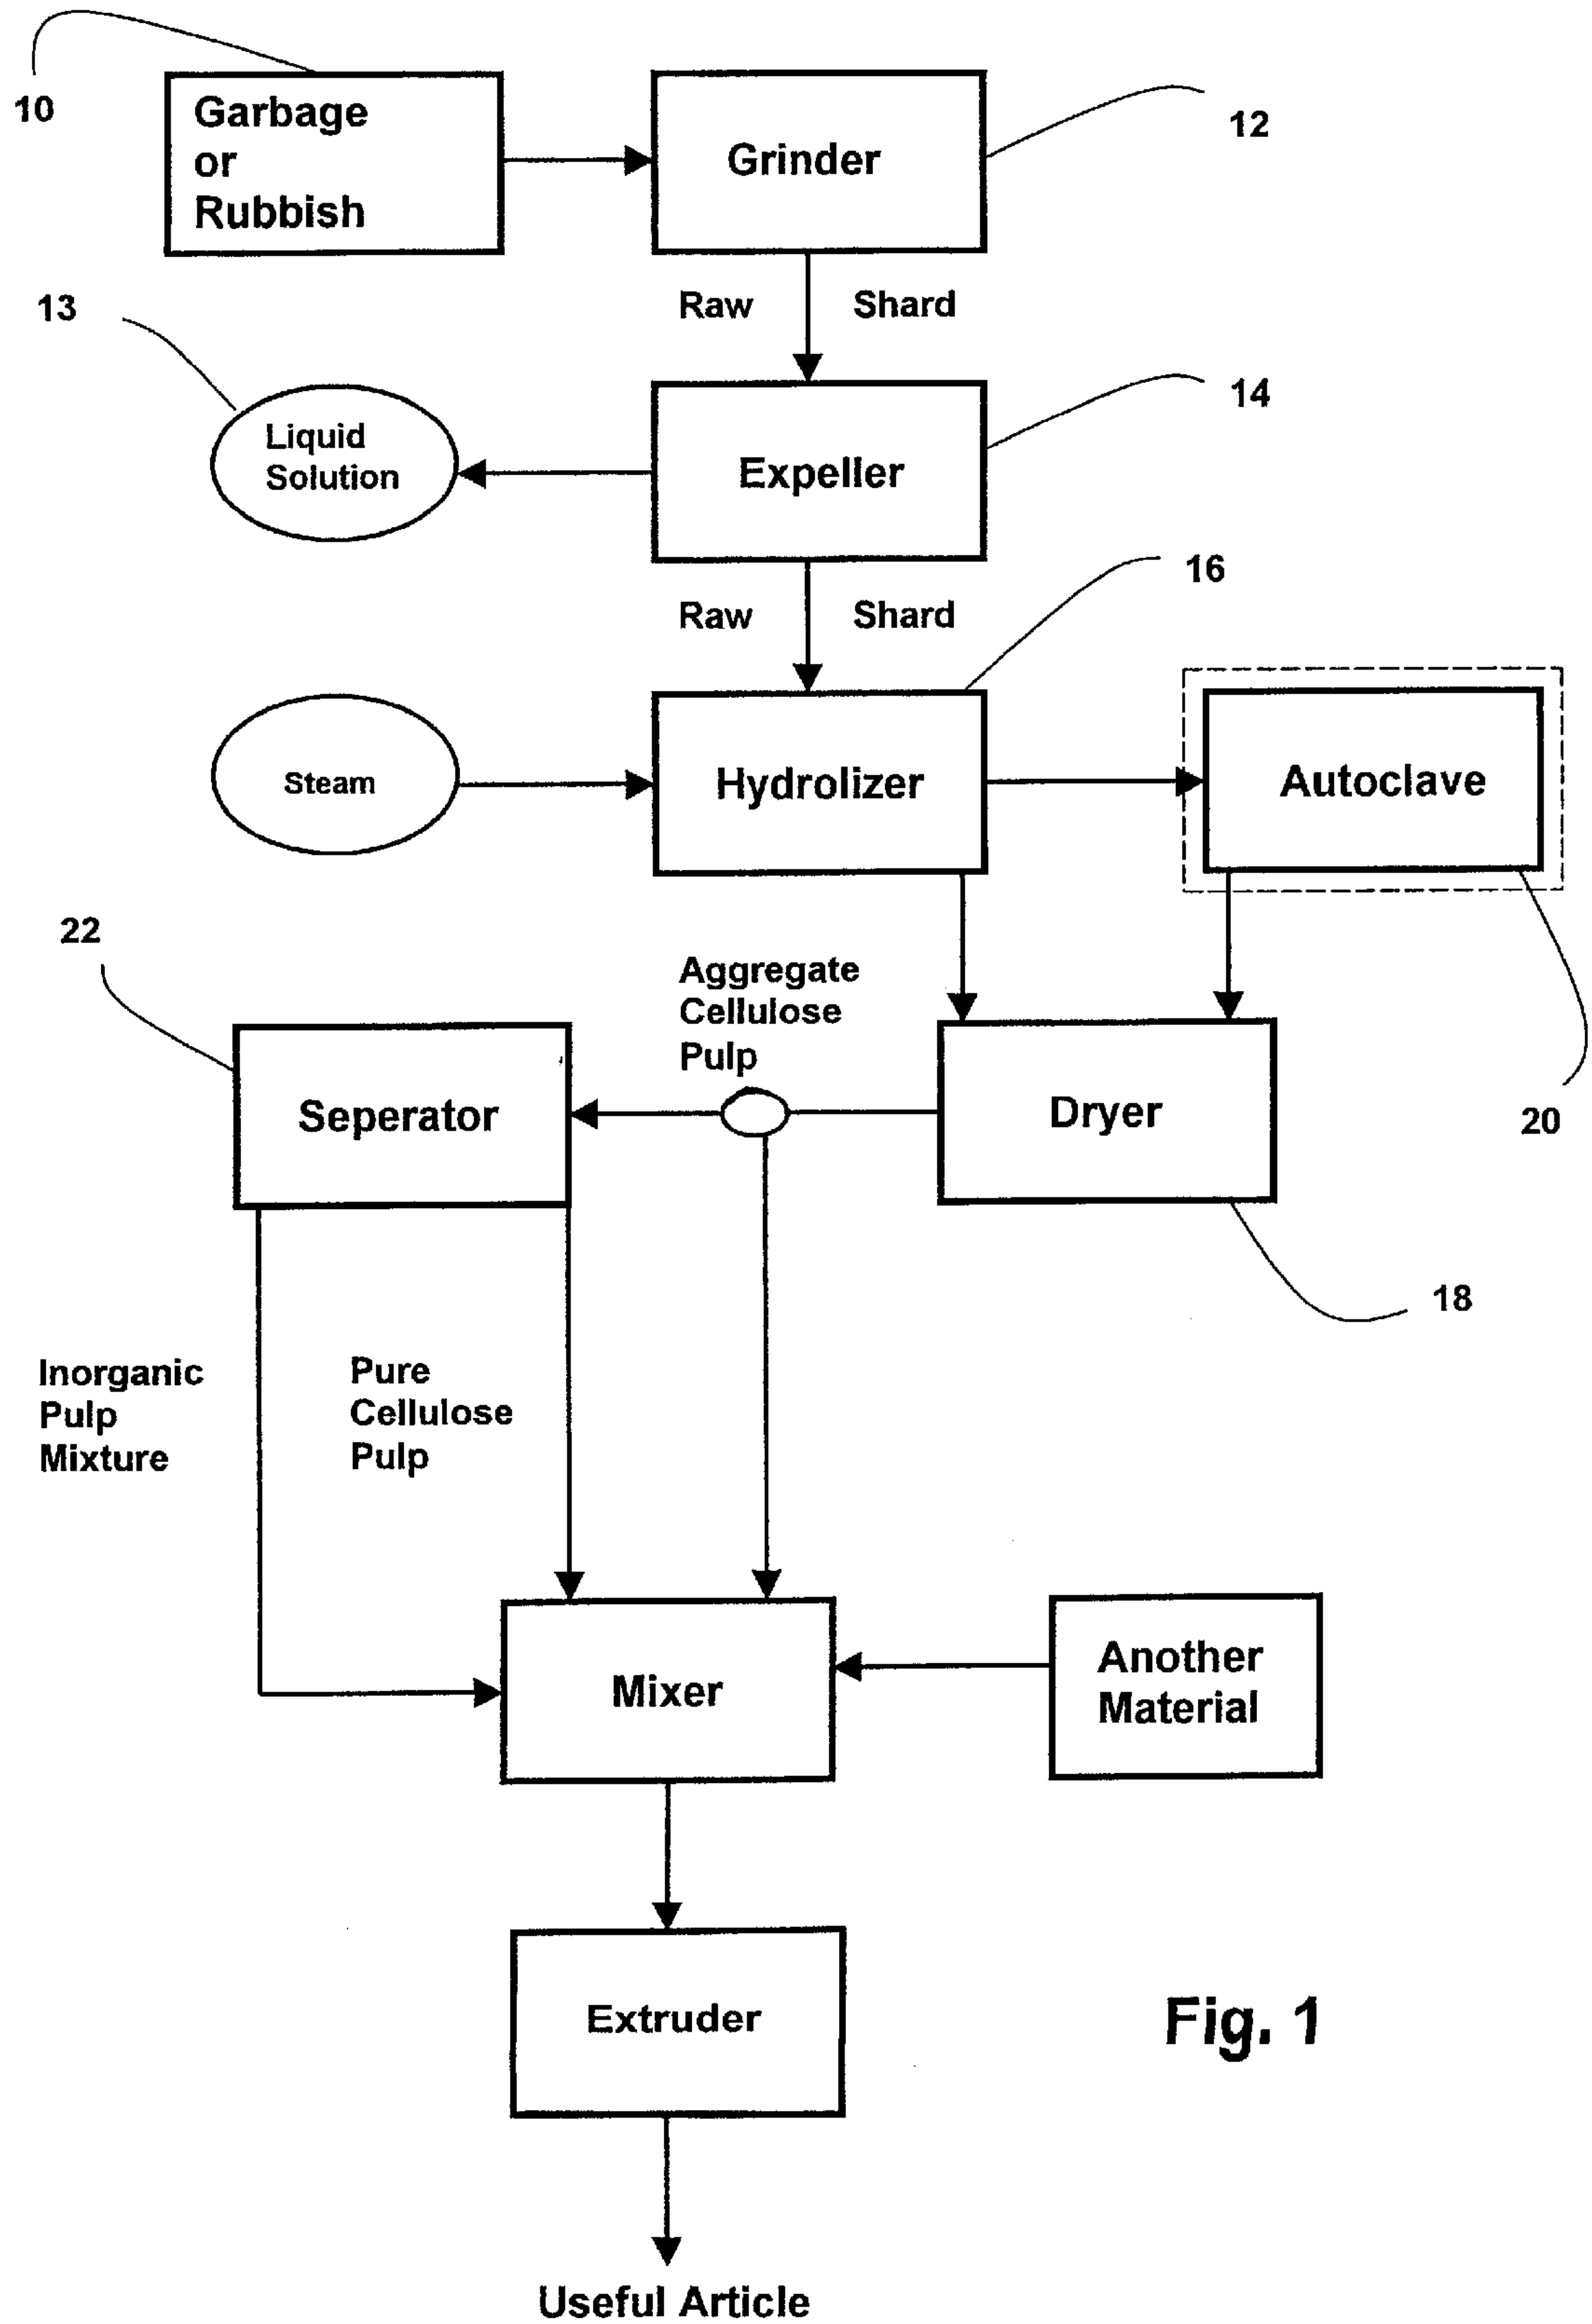 10
Garbage
or
Rubbish
Grinder
12
Raw Shard
13
Liquid
Solution
Expeller
14
Raw Shard
16
Steam
Hydrolizer
Autoclave
22
Aggregate
Cellulose
Pulp
Seperator
Dryer
20
18
Inorganic
Pulp
Mixture
Pure
Cellulose
Pulp
Mixer
Another
Material
Extruder
Fig. 1
Useful Article